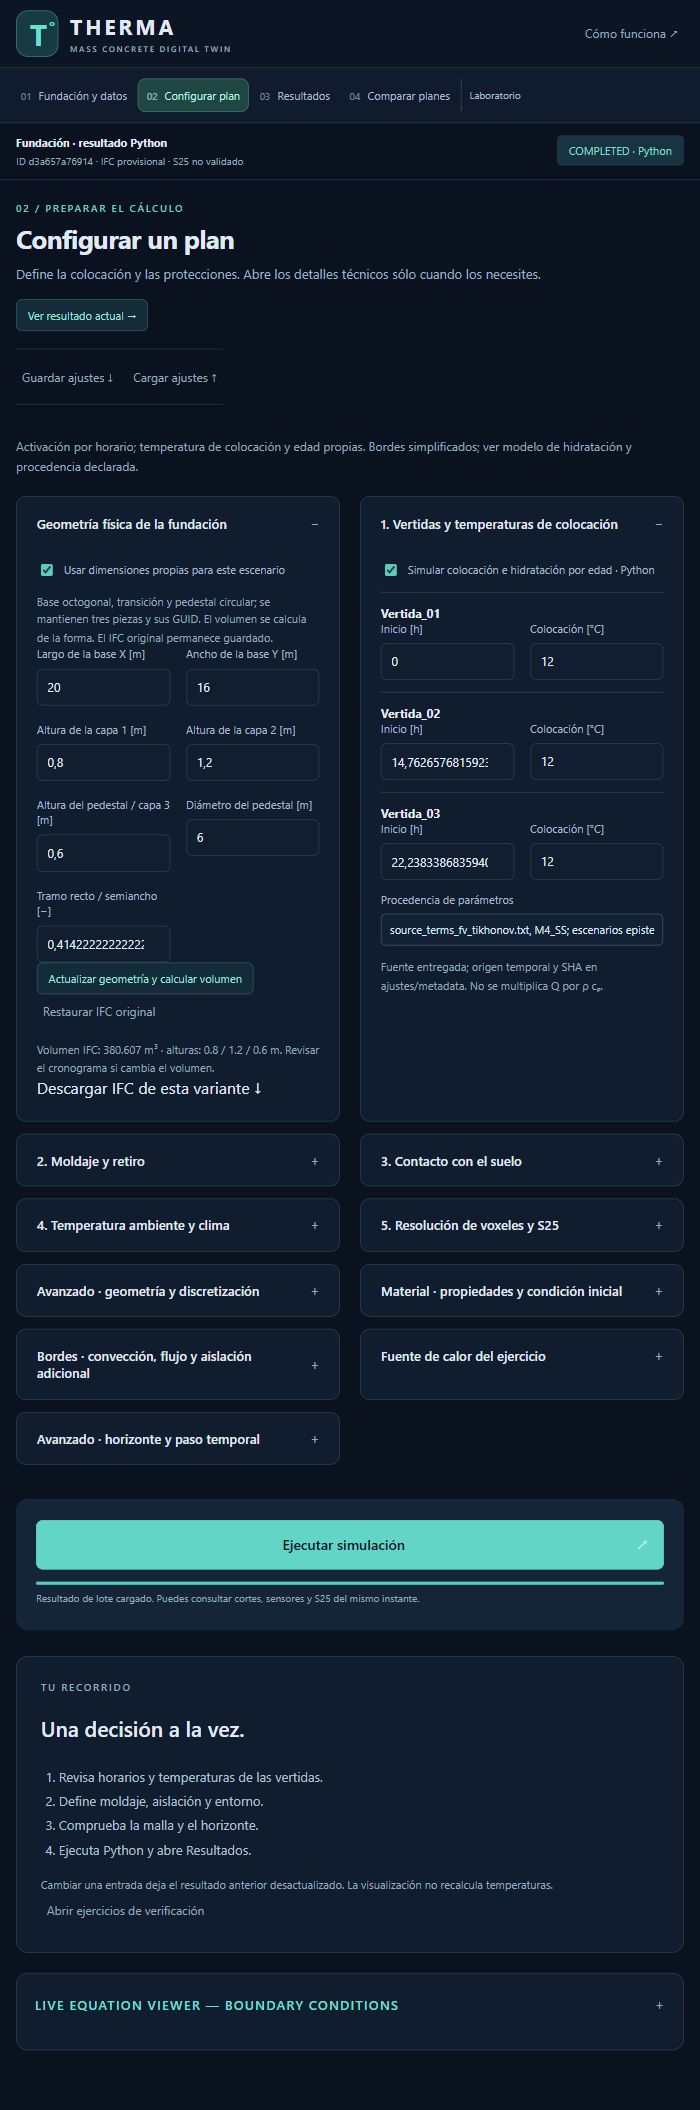 T°
THERMA
MASS CONCRETE DIGITAL TWIN
Cómo funciona ↗
01 Fundación y datos
02 Configurar plan
03 Resultados
04 Comparar planes
Laboratorio
Fundación · resultado Python
ID d3a657a76914 · IFC provisional · S25 no validado
COMPLETED · Python
02 / PREPARAR EL CÁLCULO
Configurar un plan
Define la colocación y las protecciones. Abre los detalles técnicos sólo cuando los necesites.
Ver resultado actual →
Guardar ajustes ↓ Cargar ajustes ↑
Activación por horario; temperatura de colocación y edad propias. Bordes simplificados; ver modelo de hidratación y
procedencia declarada.
Geometría física de la fundación −
Usar dimensiones propias para este escenario
Base octogonal, transición y pedestal circular; se
mantienen tres piezas y sus GUID. El volumen se calcula
de la forma. El IFC original permanece guardado.
Largo de la base X [m] Ancho de la base Y [m]
20 16
Altura de la capa 1 [m] Altura de la capa 2 [m]
0,8 1,2
Altura del pedestal / capa 3
[m]
Diámetro del pedestal [m]
0,6 6
Tramo recto / semiancho
[−]
0,41422222222222
Actualizar geometría y calcular volumen
Restaurar IFC original
Volumen IFC: 380.607 m³ · alturas: 0.8 / 1.2 / 0.6 m. Revisar
el cronograma si cambia el volumen.
Descargar IFC de esta variante ↓
1. Vertidas y temperaturas de colocación −
Simular colocación e hidratación por edad · Python
Vertida_01
Inicio [h] Colocación [°C]
0 12
Vertida_02
Inicio [h] Colocación [°C]
14,762657681592 12
Vertida_03
Inicio [h] Colocación [°C]
22,23833868359 12
Procedencia de parámetros
source_terms_fv_tikhonov.txt, M4_SS; escenarios episte
Fuente entregada; origen temporal y SHA en
ajustes/metadata. No se multiplica Q por ρ cₚ.
2. Moldaje y retiro +
3. Contacto con el suelo +
4. Temperatura ambiente y clima +
5. Resolución de voxeles y S25 +
Avanzado · geometría y discretización +
Material · propiedades y condición inicial +
Bordes · convección, flujo y aislación
adicional +
Fuente de calor del ejercicio +
Avanzado · horizonte y paso temporal +
Ejecutar simulación ↗
Resultado de lote cargado. Puedes consultar cortes, sensores y S25 del mismo instante.
TU RECORRIDO
Una decisión a la vez.
1. Revisa horarios y temperaturas de las vertidas.
2. Define moldaje, aislación y entorno.
3. Comprueba la malla y el horizonte.
4. Ejecuta Python y abre Resultados.
Cambiar una entrada deja el resultado anterior desactualizado. La visualización no recalcula temperaturas.
Abrir ejercicios de verificación
LIVE EQUATION VIEWER — BOUNDARY CONDITIONS +